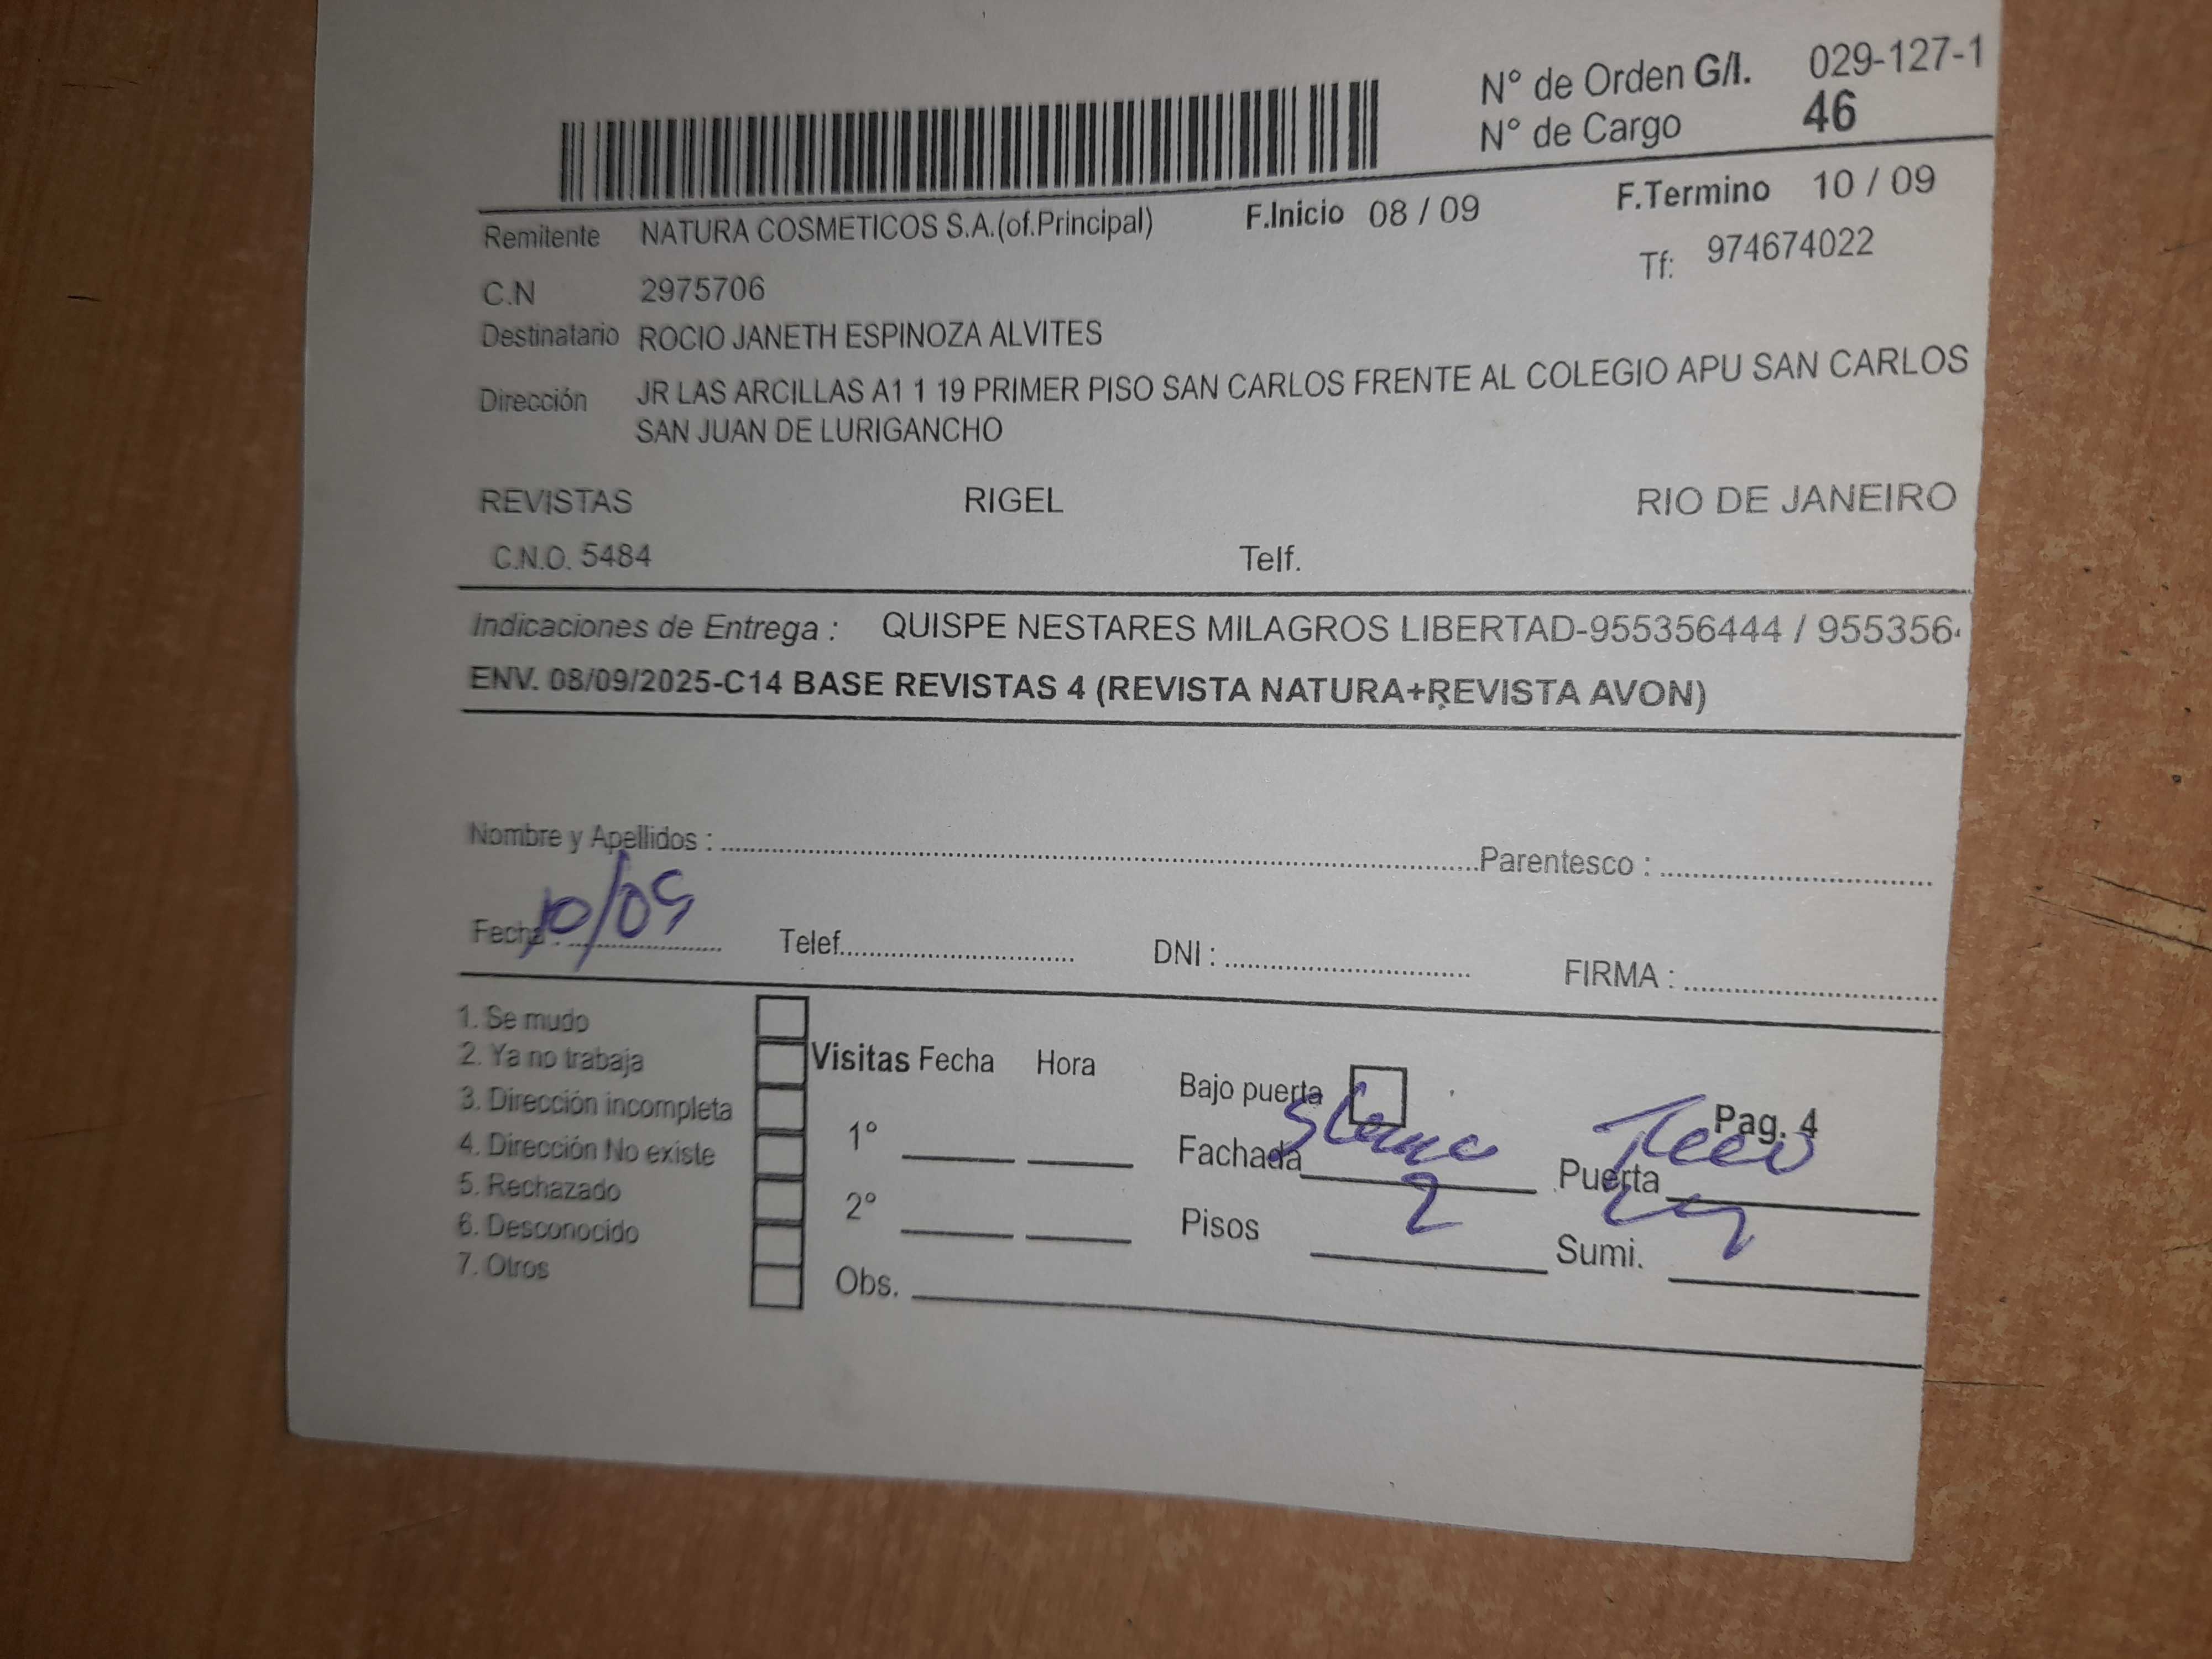 N° de Orden G/I. 029-127-1
N° de Cargo 46
Remitente NATURA COSMETICOS S.A.(of.Principal) F.Inicio 08 / 09 F.Termino 10 / 09
C.N 2975706 Tf: 974674022
Destinatario ROCIO JANETH ESPINOZA ALVITES
Dirección JR LAS ARCILLAS A1 1 19 PRIMER PISO SAN CARLOS FRENTE AL COLEGIO APU SAN CARLOS
SAN JUAN DE LURIGANCHO
REVISTAS RIGEL RIO DE JANEIRO
C.N.O. 5484 Telf.
Indicaciones de Entrega : QUISPE NESTARES MILAGROS LIBERTAD-955356444 / 955356
ENV. 08/09/2025-C14 BASE REVISTAS 4 (REVISTA NATURA+REVISTA AVON)
Nombre y Apellidos : Parentesco :
Fecha : 10/09 Telef. DNI : FIRMA :
1. Se mudo
2. Ya no trabaja
3. Dirección incompleta
4. Dirección No existe
5. Rechazado
6. Desconocido
7. Otros
Visitas Fecha Hora
1°
2°
Obs.
Bajo puerta Pag. 4
Fachada Puerta
Pisos 2 Sumi.